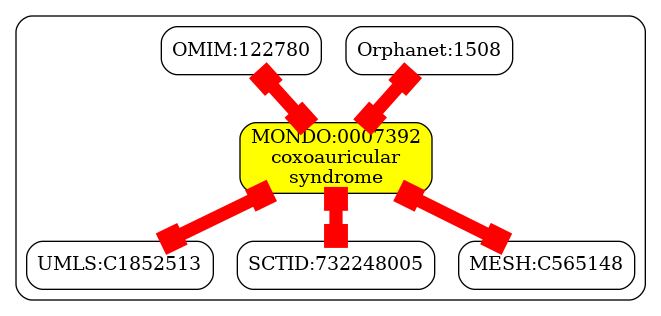 OMIM:122780
Orphanet:1508
MONDO:0007392
coxoauricular
syndrome
UMLS:C1852513
SCTID:732248005
MESH:C565148